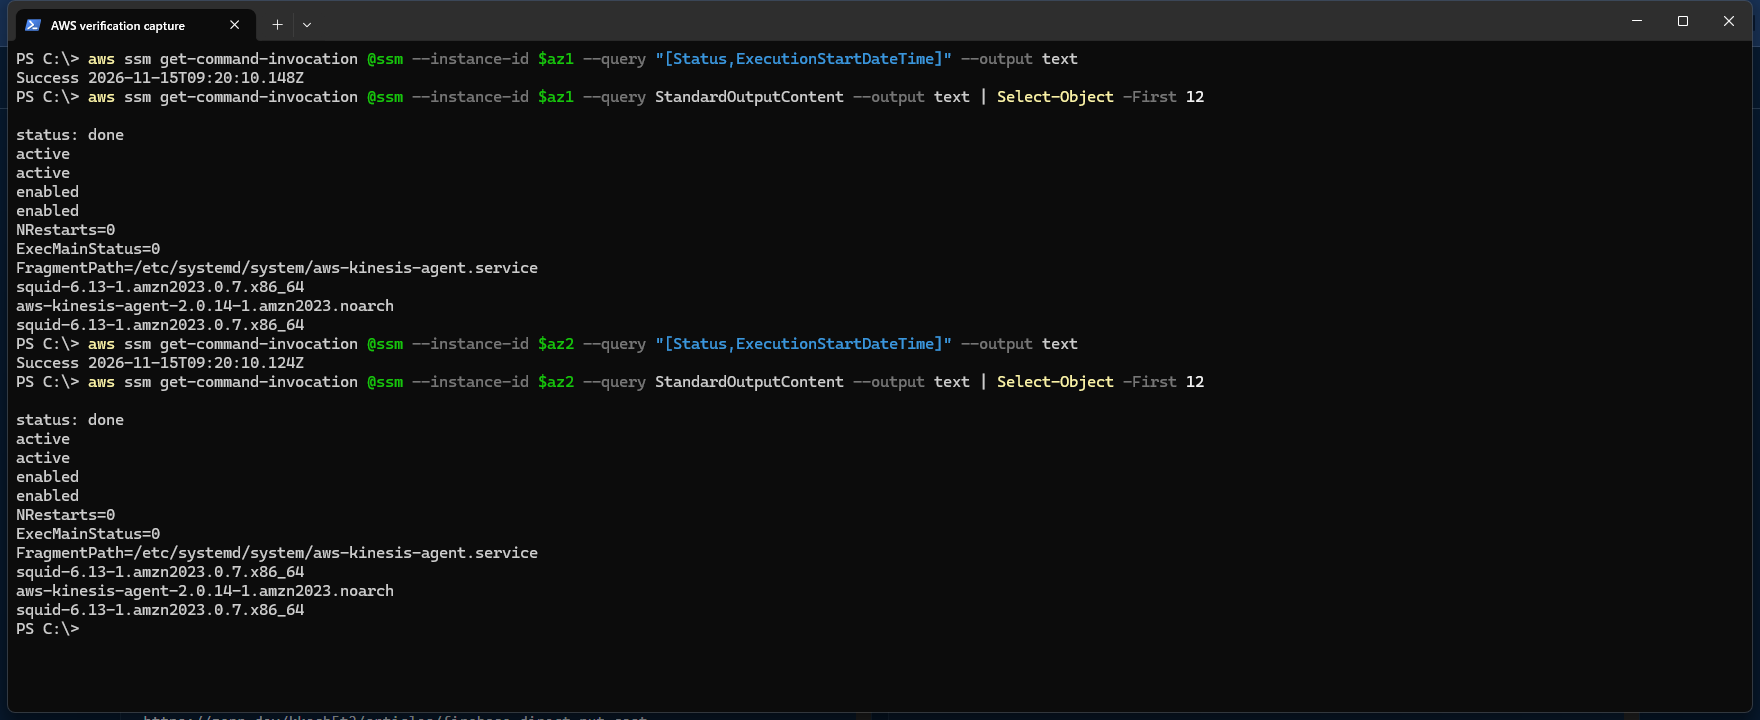 AWS verification capture
PS C:\> aws ssm get-command-invocation @ssm --instance-id $az1 --query "[Status,ExecutionStartDateTime]" --output text
Success 2026-11-15T09:20:10.148Z
PS C:\> aws ssm get-command-invocation @ssm --instance-id $az1 --query StandardOutputContent --output text | Select-Object -First 12
status: done
active
active
enabled
enabled
NRestarts=0
ExecMainStatus=0
FragmentPath=/etc/systemd/system/aws-kinesis-agent.service
squid-6.13-1.amzn2023.0.7.x86_64
aws-kinesis-agent-2.0.14-1.amzn2023.noarch
squid-6.13-1.amzn2023.0.7.x86_64
PS C:\> aws ssm get-command-invocation @ssm --instance-id $az2 --query "[Status,ExecutionStartDateTime]" --output text
Success 2026-11-15T09:20:10.124Z
PS C:\> aws ssm get-command-invocation @ssm --instance-id $az2 --query StandardOutputContent --output text | Select-Object -First 12
status: done
active
active
enabled
enabled
NRestarts=0
ExecMainStatus=0
FragmentPath=/etc/systemd/system/aws-kinesis-agent.service
squid-6.13-1.amzn2023.0.7.x86_64
aws-kinesis-agent-2.0.14-1.amzn2023.noarch
squid-6.13-1.amzn2023.0.7.x86_64
PS C:\>